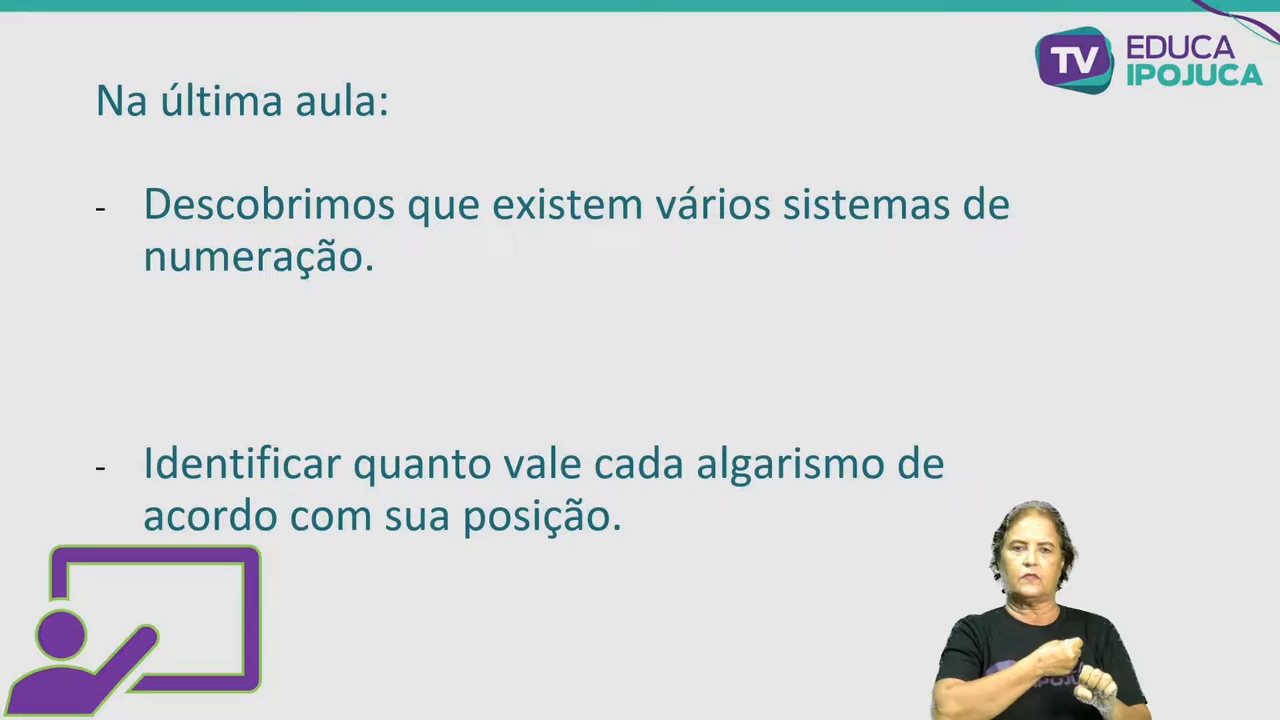 TV EDUCA
IPOJUCA
Na última aula:
- Descobrimos que existem vários sistemas de
numeração.
- Identificar quanto vale cada algarismo de
acordo com sua posição.